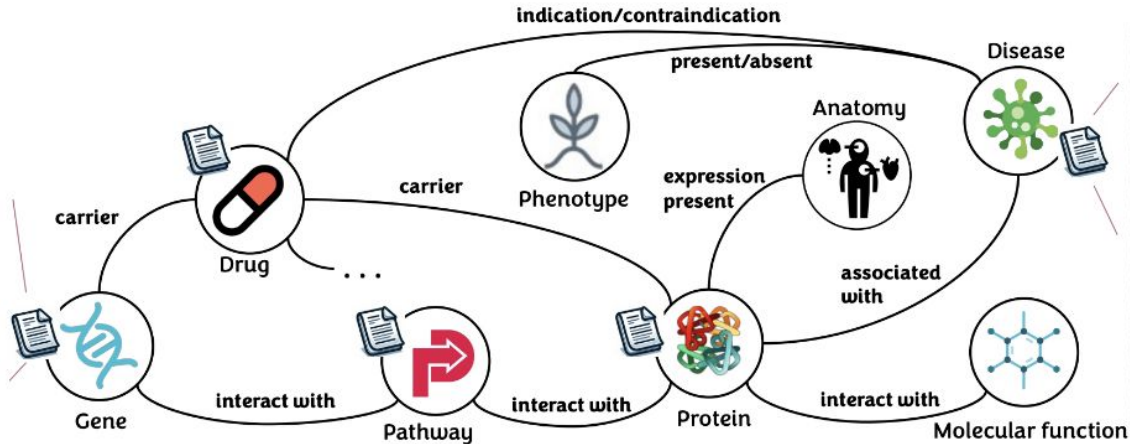 indication/contraindication
Disease
present/absent
Anatomy
expression
present
carrier
Phenotype
carrier
Drug
...
associated
with
interact with
interact with
interact with
Gene
Pathway
Protein
Molecular function